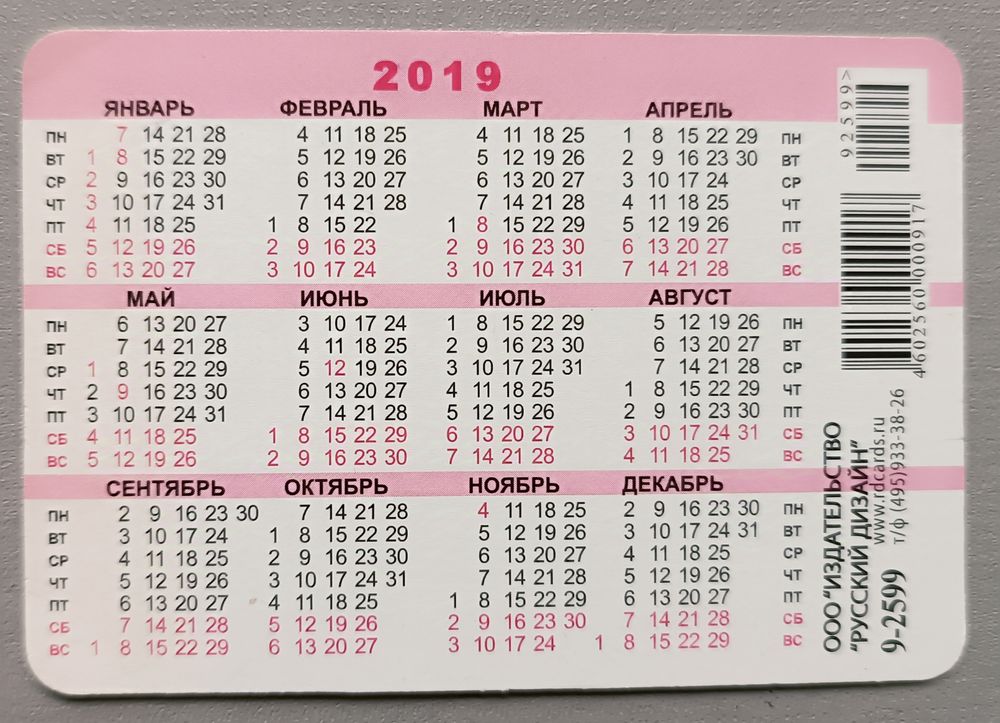 2019
ЯНВАРЬ ФЕВРАЛЬ МАРТ АПРЕЛЬ
ПН 7 14 21 28 4 11 18 25 4 11 18 25 1 8 15 22 29 ПН
ВТ 1 8 15 22 29 5 12 19 26 5 12 19 26 2 9 16 23 30 ВТ
СР 2 9 16 23 30 6 13 20 27 6 13 20 27 3 10 17 24 СР
ЧТ 3 10 17 24 31 7 14 21 28 7 14 21 28 4 11 18 25 ЧТ
ПТ 4 11 18 25 1 8 15 22 1 8 15 22 29 5 12 19 26 ПТ
СБ 5 12 19 26 2 9 16 23 2 9 16 23 30 6 13 20 27 СБ
ВС 6 13 20 27 3 10 17 24 3 10 17 24 31 7 14 21 28 ВС
МАЙ ИЮНЬ ИЮЛЬ АВГУСТ
ПН 6 13 20 27 3 10 17 24 1 8 15 22 29 5 12 19 26 ПН
ВТ 7 14 21 28 4 11 18 25 2 9 16 23 30 6 13 20 27 ВТ
СР 1 8 15 22 29 5 12 19 26 3 10 17 24 31 7 14 21 28 СР
ЧТ 2 9 16 23 30 6 13 20 27 4 11 18 25 1 8 15 22 29 ЧТ
ПТ 3 10 17 24 31 7 14 21 28 5 12 19 26 2 9 16 23 30 ПТ
СБ 4 11 18 25 1 8 15 22 29 6 13 20 27 3 10 17 24 31 СБ
ВС 5 12 19 26 2 9 16 23 30 7 14 21 28 4 11 18 25 ВС
СЕНТЯБРЬ ОКТЯБРЬ НОЯБРЬ ДЕКАБРЬ
ПН 2 9 16 23 30 7 14 21 28 4 11 18 25 2 9 16 23 30 ПН
ВТ 3 10 17 24 1 8 15 22 29 5 12 19 26 3 10 17 24 31 ВТ
СР 4 11 18 25 2 9 16 23 30 6 13 20 27 4 11 18 25 СР
ЧТ 5 12 19 26 3 10 17 24 31 7 14 21 28 5 12 19 26 ЧТ
ПТ 6 13 20 27 4 11 18 25 1 8 15 22 29 6 13 20 27 ПТ
СБ 7 14 21 28 5 12 19 26 2 9 16 23 30 7 14 21 28 СБ
ВС 1 8 15 22 29 6 13 20 27 3 10 17 24 1 8 15 22 29 ВС
92599>
4602560000917
ООО "ИЗДАТЕЛЬСТВО
"РУССКИЙ ДИЗАЙН"
www.rdcards.ru
9-2599 т/ф (495)933-38-26